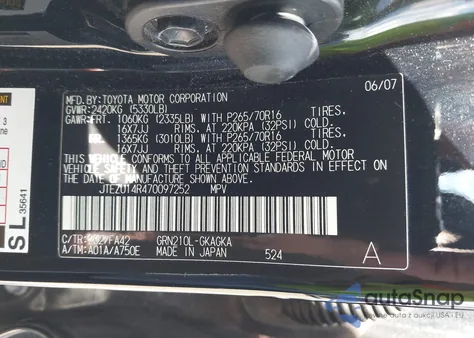 06/07
MFD.BY:TOYOTA MOTOR CORPORATION
GVWR:2420KG (5330LB)
GAWR:FRT. 1060KG (2335LB) WITH P265/70R16 TIRES,
16X7JJ RIMS, AT 220KPA (32PSI) COLD.
1365KG (3010LB) WITH P265/70R16 TIRES,
16X7JJ RIMS, AT 220KPA (32PSI) COLD.
THIS VEHICLE CONFORMS TO ALL APPLICABLE FEDERAL MOTOR
VEHICLE SAFETY AND THEFT PREVENTION STANDARDS IN EFFECT ON
THE DATE OF MANUFACTURE SHOWN ABOVE.
JTEZU14R470097252 MPV
C/TR: FA42 GRN210L-GKAGKA
A/TM: A01A/A750E MADE IN JAPAN 524
A
SL 35641
autoSnap